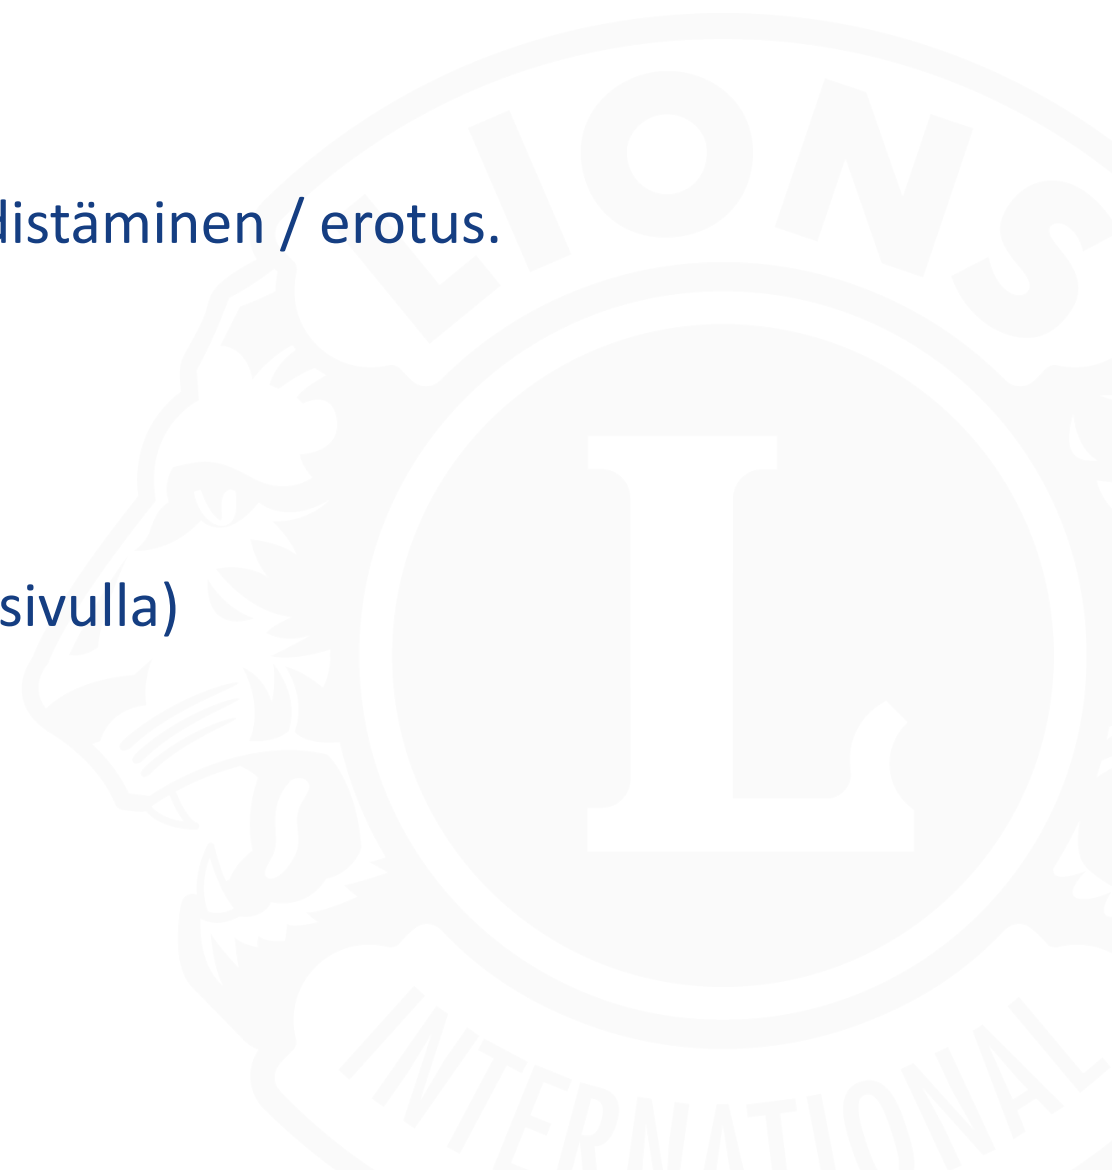 LIONS
distäminen / erotus.
sivulla)
L
INTERNATIONAL